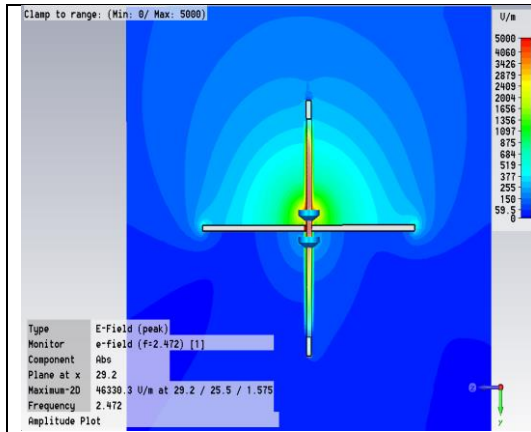 Clamp to range: (Min: 0/ Max: 5000)
U/m
5000
4060
3426
2879
2409
2004
1656
1356
1097
875
684
519
377
255
150
59.5
0
Type E-Field (peak)
Monitor e-field (f=2.472) [1]
Component Abs
Plane at x 29.2
Maximum-2D 46330.3 U/m at 29.2 / 25.5 / 1.575
Frequency 2.472
Amplitude Plot
y